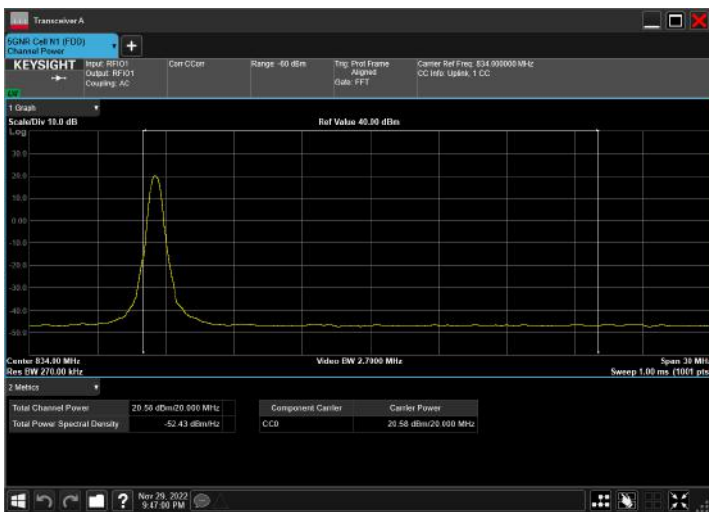 Transceiver A
5GNR Cell N1 (FDD)
Channel Power
KEYSIGHT
Input: RFIO1
Output: RFIO1
Coupling: AC
Corr CCorr
Range -60 dBm
Trig: Prot Frame
Aligned
Gate: FFT
Carrier Ref Freq: 834.000000 MHz
CC Info: Uplink, 1 CC
1 Graph
Scale/Div 10.0 dB
Ref Value 40.00 dBm
Log
30.0
20.0
10.0
0.00
-10.0
-20.0
-30.0
-40.0
-50.0
Center 834.00 MHz
Video BW 2.7000 MHz
Span 30 MHz
Res BW 270.00 kHz
Sweep 1.00 ms (1001 pts
2 Metrics
Total Channel Power
20.58 dBm/20.000 MHz
Total Power Spectral Density
-52.43 dBm/Hz
Component Carrier
Carrier Power
CC0
20.58 dBm/20.000 MHz
?
Nov 29, 2022
9:47:00 PM